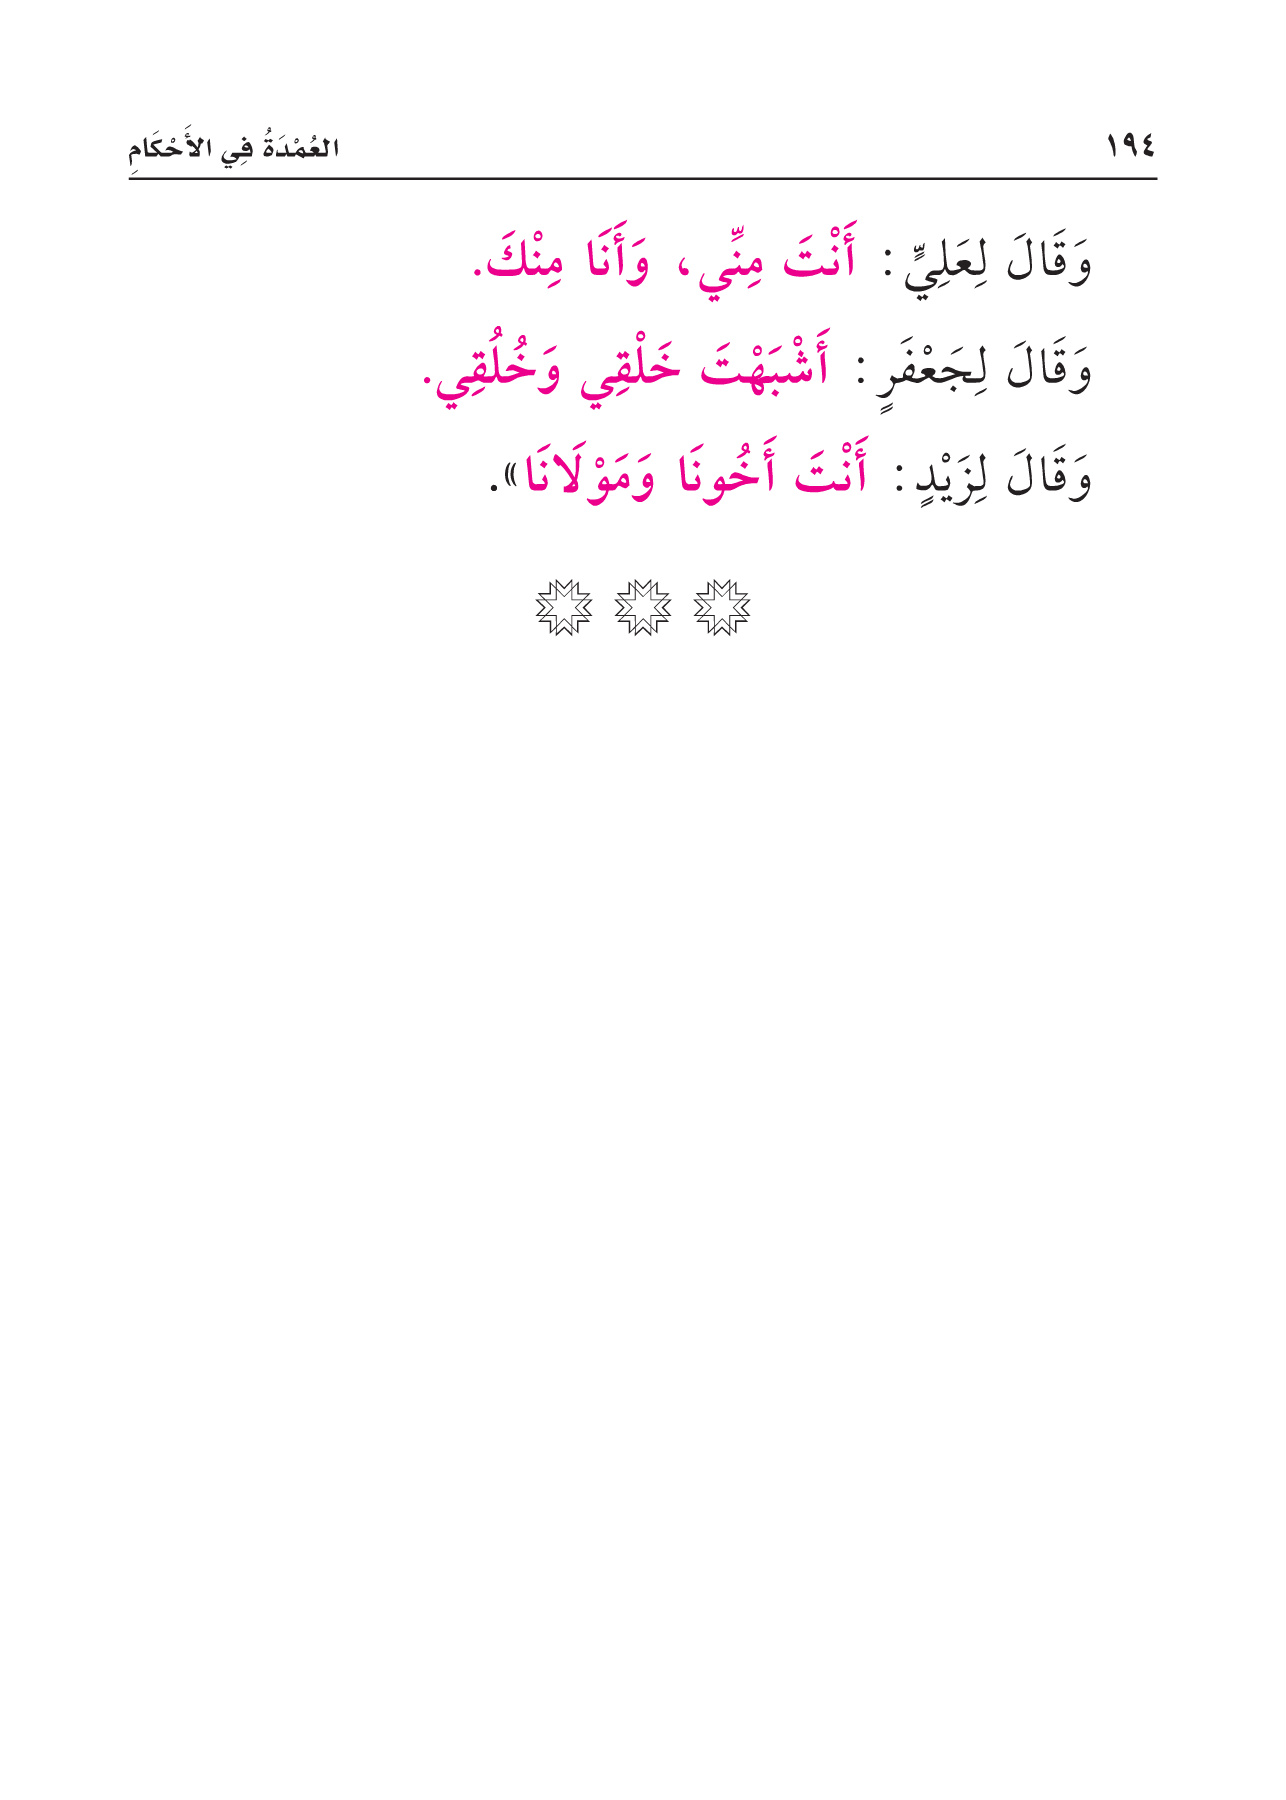 ١٩٤ العُمْدَةُ فِي الأَحْكَامِ
وَقَالَ لِعَلِيٍّ: أَنْتَ مِنِّي، وَأَنَا مِنْكَ.
وَقَالَ لِجَعْفَرٍ: أَشْبَهْتَ خَلْقِي وَخُلُقِي.
وَقَالَ لِزَيْدٍ: أَنْتَ أَخُونَا وَمَوْلَانَا».